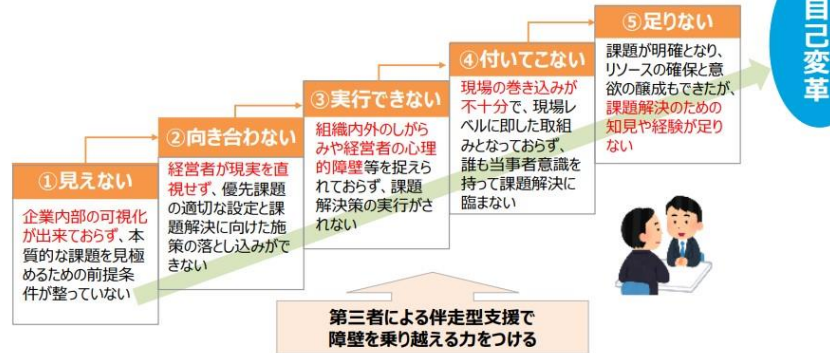 ①見えない
企業内部の可視化
が出来ておらず、本
質的な課題を見極
めるための前提条
件が整っていない
②向き合わない
経営者が現実を直
視せず、優先課題
の適切な設定と課
題解決に向けた施
策の落とし込みがで
きない
③実行できない
組織内外のしがら
みや経営者の心理
的障壁等を捉えら
れておらず、課題
解決策の実行がさ
れない
④付いてこない
現場の巻き込みが
不十分で、現場レ
ベルに即した取組
みとなっておらず、
誰も当事者意識を
持って課題解決に
臨まない
⑤足りない
課題が明確となり、
リソースの確保と意
欲の醸成もできたが、
課題解決のための
知見や経験が足り
ない
自己変革
第三者による伴走型支援で
障壁を乗り越える力をつける